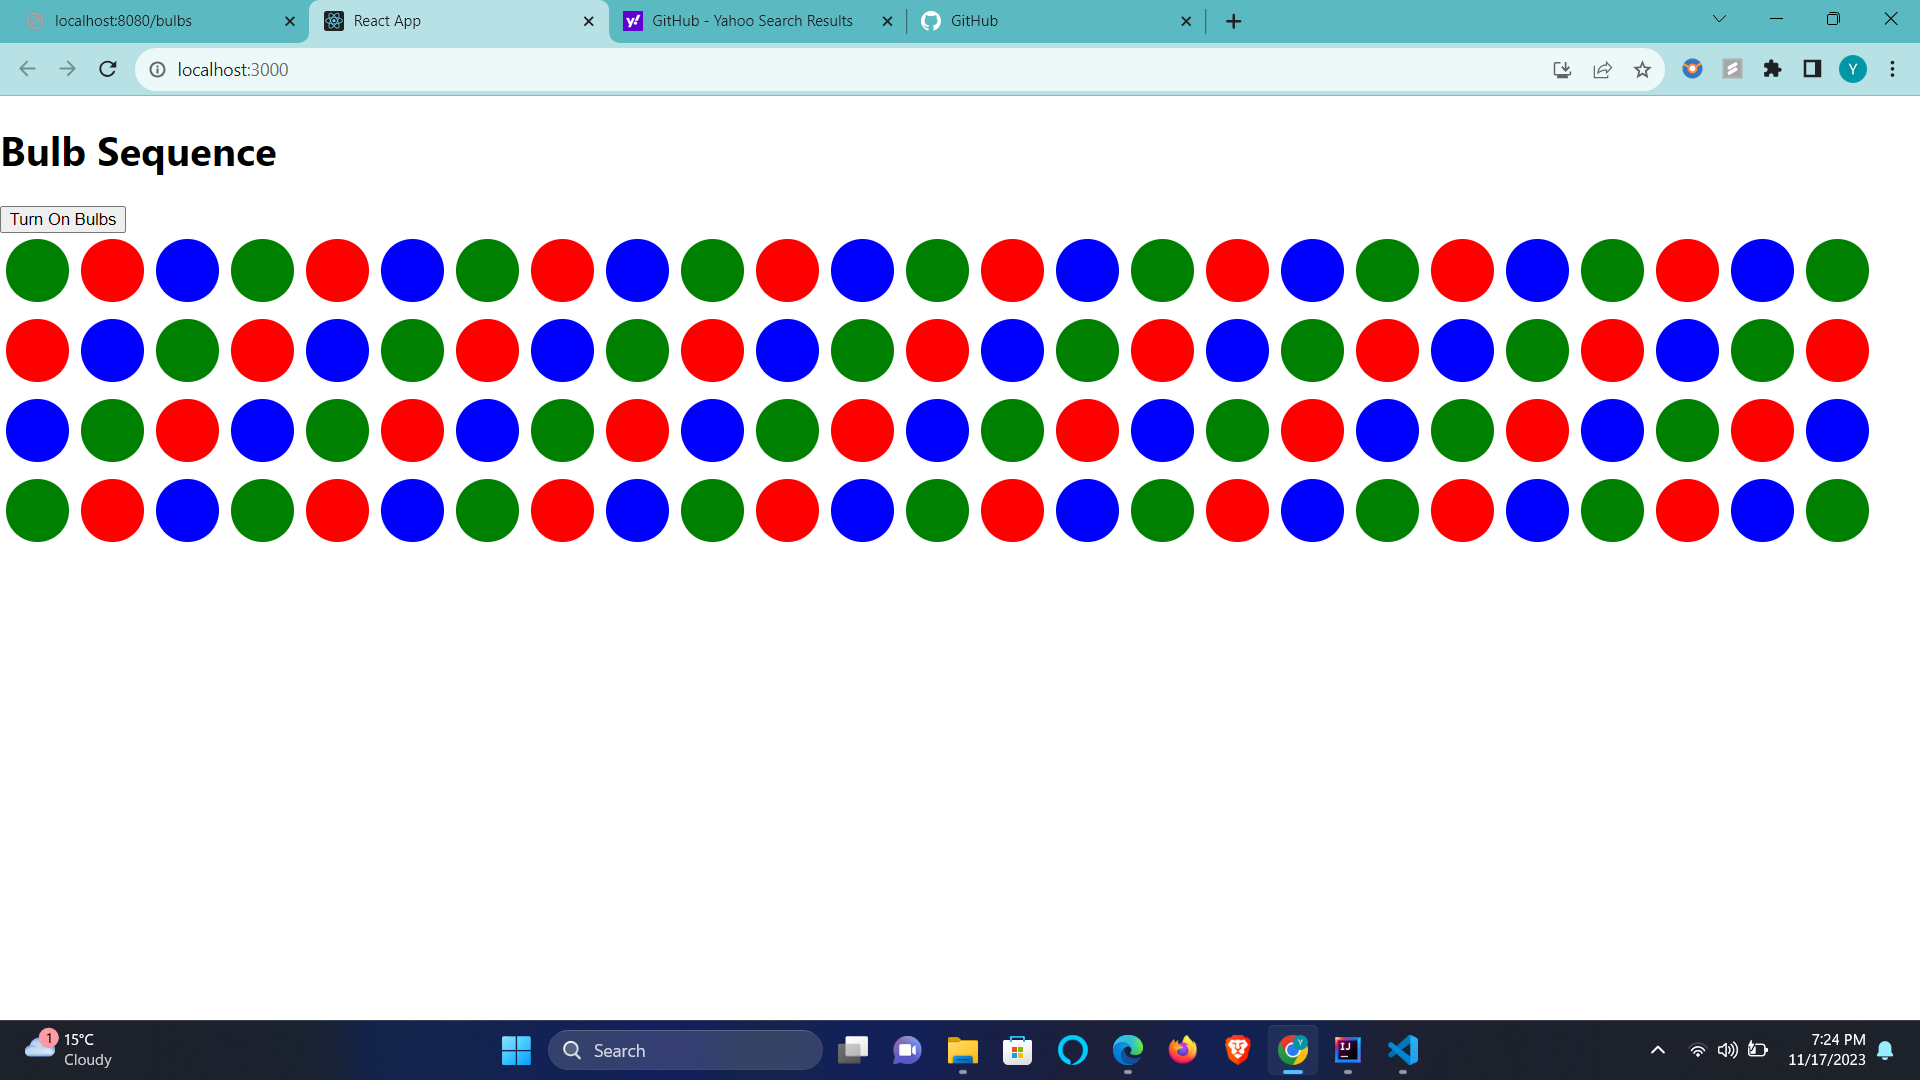 localhost:8080/bulbs
React App
GitHub - Yahoo Search Results
GitHub
localhost:3000
Y
Bulb Sequence
Turn On Bulbs
1
15°C
Cloudy
Search
Y
IJ
7:24 PM
11/17/2023